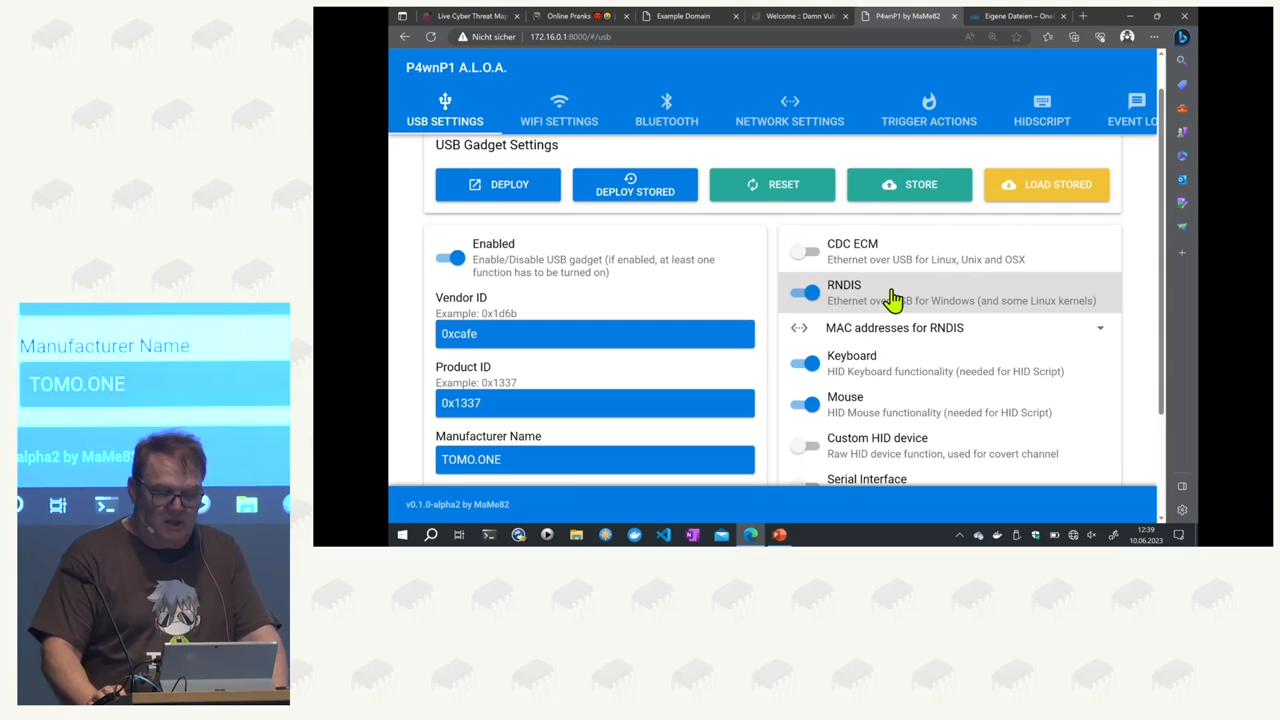 Live Cyber Threat Ma
Online Pranks
Example Domain
Welcome :: Damn Vuln
P4wnP1 by MaMe82
Eigene Dateien – One
Nicht sicher
172.16.0.1:8000/#/usb
P4wnP1 A.L.O.A.
USB SETTINGS
WIFI SETTINGS
BLUETOOTH
NETWORK SETTINGS
TRIGGER ACTIONS
HIDSCRIPT
EVENT LO
USB Gadget Settings
DEPLOY
DEPLOY STORED
RESET
STORE
LOAD STORED
Enabled
Enable/Disable USB gadget (if enabled, at least one
function has to be turned on)
Vendor ID
Example: 0x1d6b
0xcafe
Product ID
Example: 0x1337
0x1337
Manufacturer Name
TOMO.ONE
CDC ECM
Ethernet over USB for Linux, Unix and OSX
RNDIS
Ethernet over USB for Windows (and some Linux kernels)
MAC addresses for RNDIS
Keyboard
HID Keyboard functionality (needed for HID Script)
Mouse
HID Mouse functionality (needed for HID Script)
Custom HID device
Raw HID device function, used for covert channel
Serial Interface
v0.1.0-alpha2 by MaMe82
12:39
10.06.2023
Manufacturer Name
TOMO.ONE
alpha2 by MaMe82